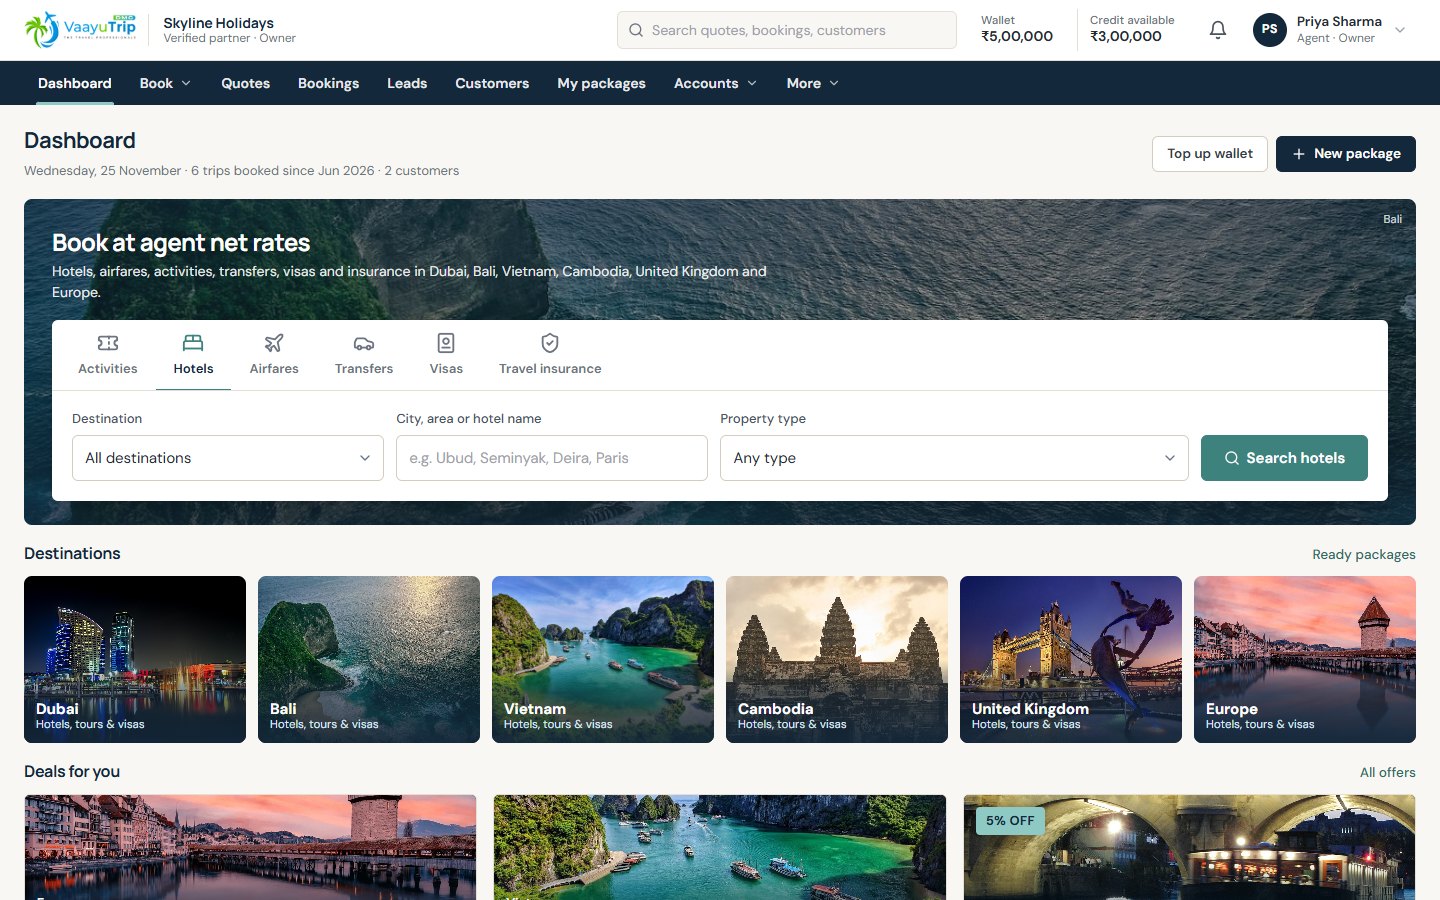 VaayuTrip DMC
THE TRAVEL PROFESSIONALS
Skyline Holidays
Verified partner · Owner
Search quotes, bookings, customers
Wallet
₹5,00,000
Credit available
₹3,00,000
PS
Priya Sharma
Agent · Owner
Dashboard Book Quotes Bookings Leads Customers My packages Accounts More
Dashboard
Wednesday, 25 November · 6 trips booked since Jun 2026 · 2 customers
Top up wallet
New package
Bali
Book at agent net rates
Hotels, airfares, activities, transfers, visas and insurance in Dubai, Bali, Vietnam, Cambodia, United Kingdom and
Europe.
Activities Hotels Airfares Transfers Visas Travel insurance
Destination
All destinations
City, area or hotel name
e.g. Ubud, Seminyak, Deira, Paris
Property type
Any type
Search hotels
Destinations
Ready packages
Dubai
Hotels, tours & visas
Bali
Hotels, tours & visas
Vietnam
Hotels, tours & visas
Cambodia
Hotels, tours & visas
United Kingdom
Hotels, tours & visas
Europe
Hotels, tours & visas
Deals for you
All offers
5% OFF